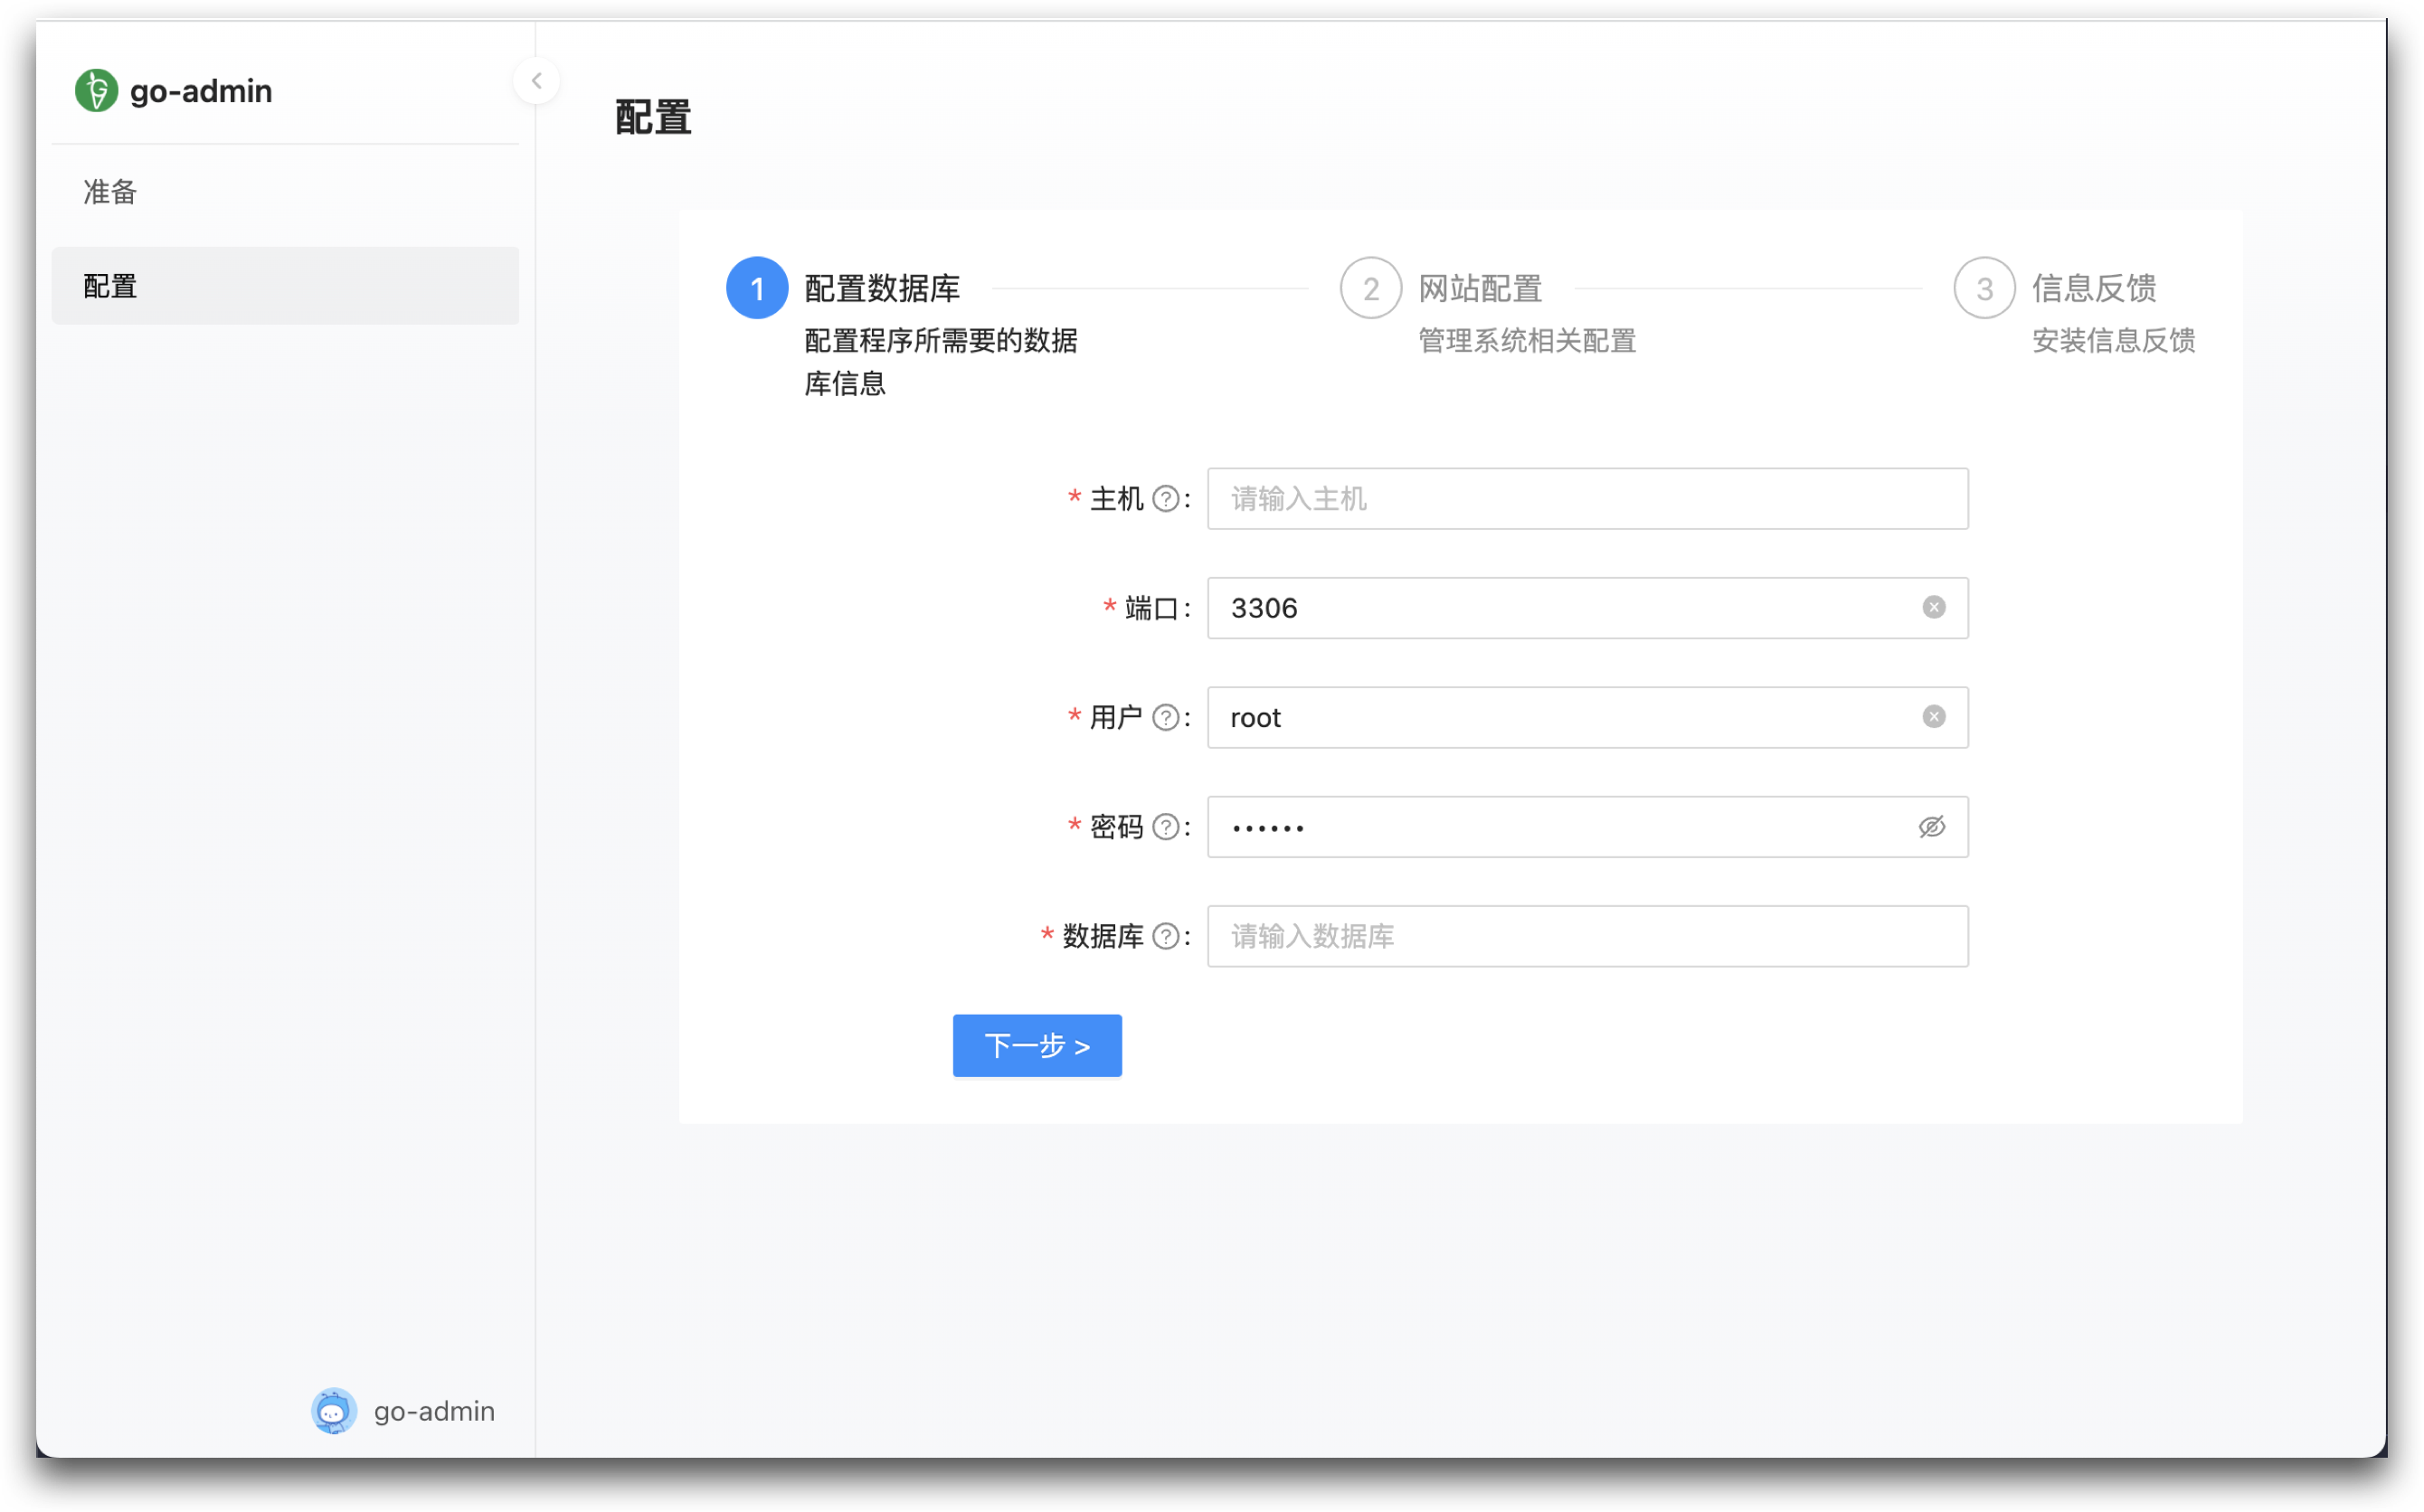 go-admin
准备
配置
配置
1 配置数据库
配置程序所需要的数据
库信息
2 网站配置
管理系统相关配置
3 信息反馈
安装信息反馈
* 主机 ? : 请输入主机
* 端口 : 3306
* 用户 ? : root
* 密码 ? : ••••••
* 数据库 ? : 请输入数据库
下一步 >
go-admin